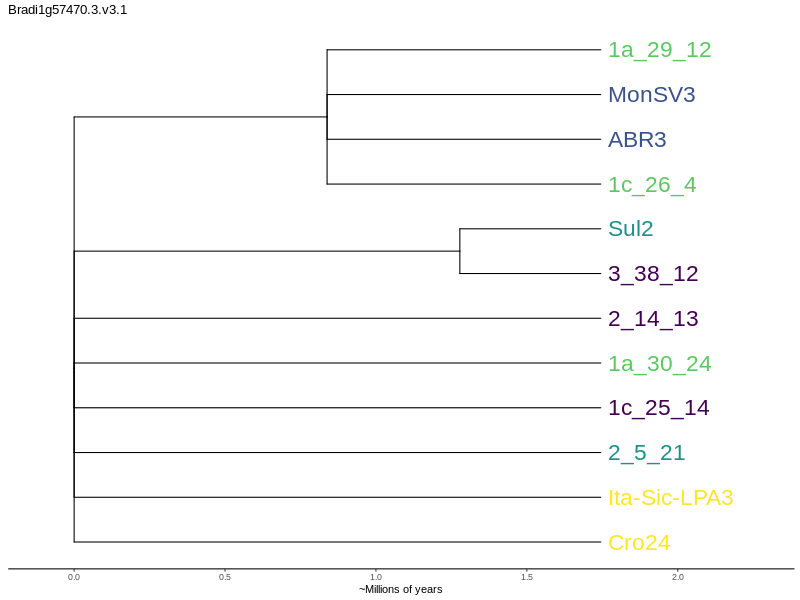 Bradi1g57470.3.v3.1
1a_29_12
MonSV3
ABR3
1c_26_4
Sul2
3_38_12
2_14_13
1a_30_24
1c_25_14
2_5_21
Ita-Sic-LPA3
Cro24
0.0 0.5 1.0 1.5 2.0
~Millions of years